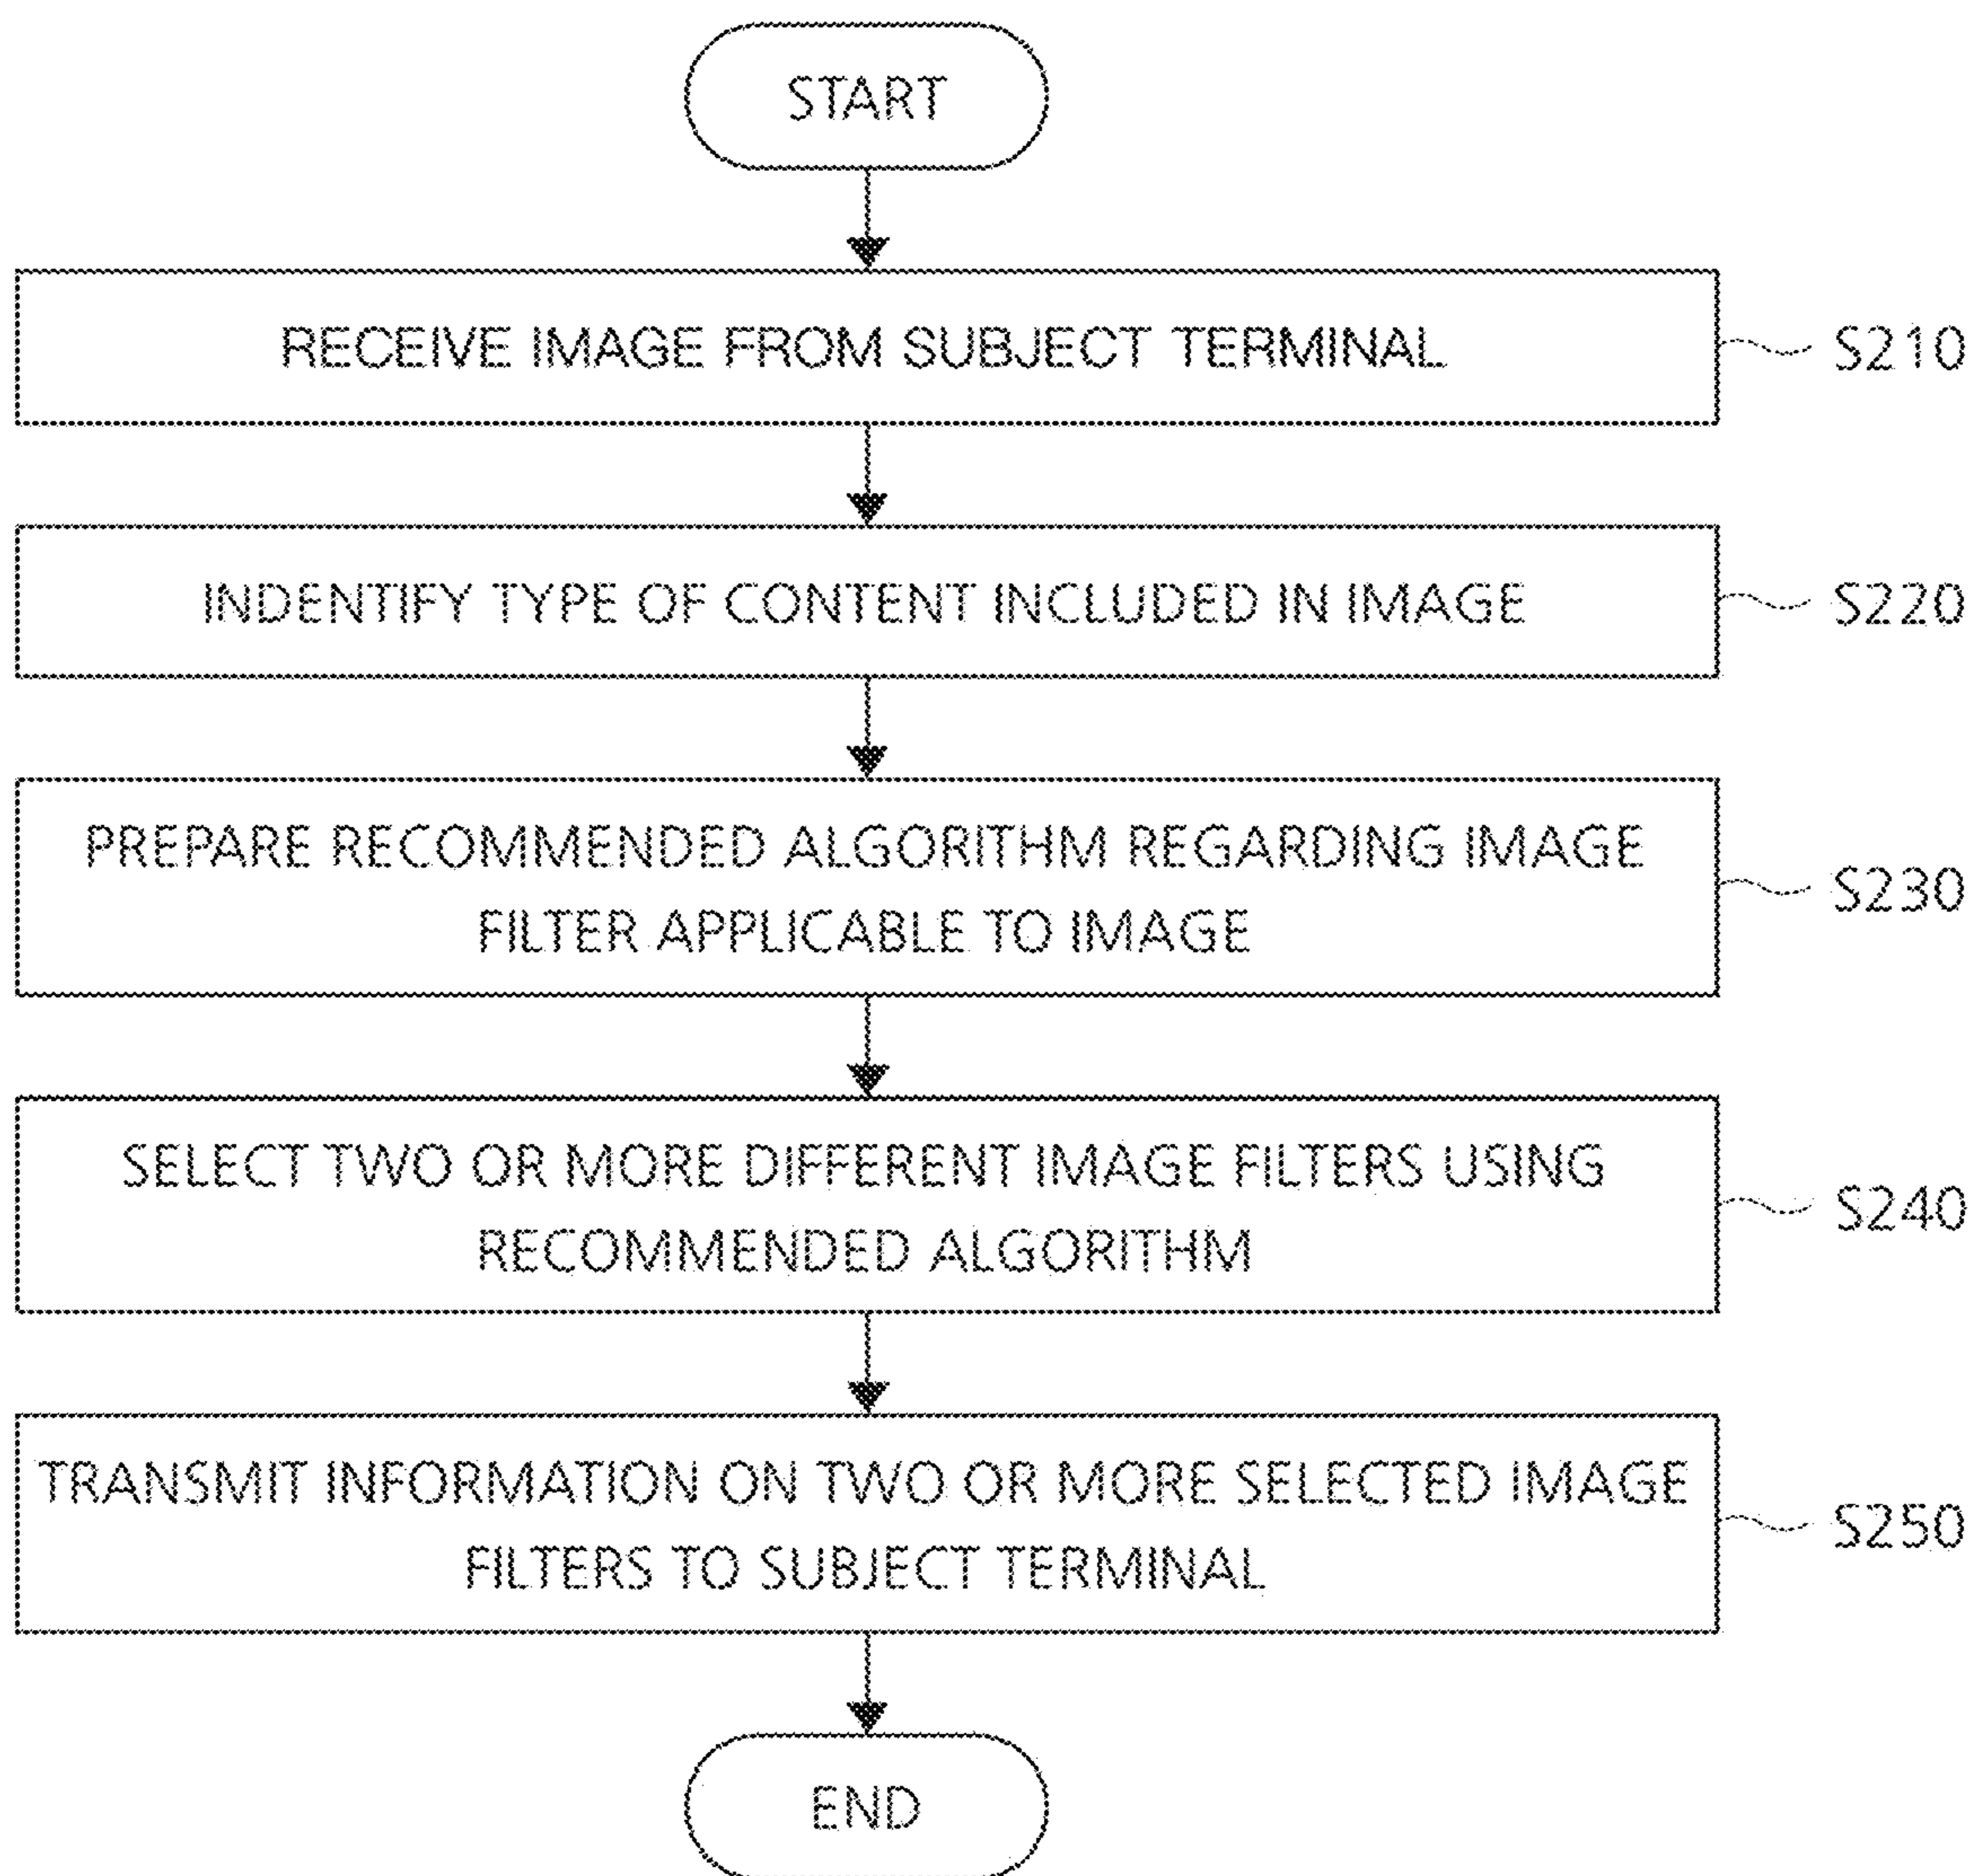 START
RECEIVE IMAGE FROM SUBJECT TERMINAL
S210
INDENTIFY TYPE OF CONTENT INCLUDED IN IMAGE
S220
PREPARE RECOMMENDED ALGORITHM REGARDING IMAGE
FILTER APPLICABLE TO IMAGE
S230
SELECT TWO OR MORE DIFFERENT IMAGE FILTERS USING
RECOMMENDED ALGORITHM
S240
TRANSMIT INFORMATION ON TWO OR MORE SELECTED IMAGE
FILTERS TO SUBJECT TERMINAL
S250
END